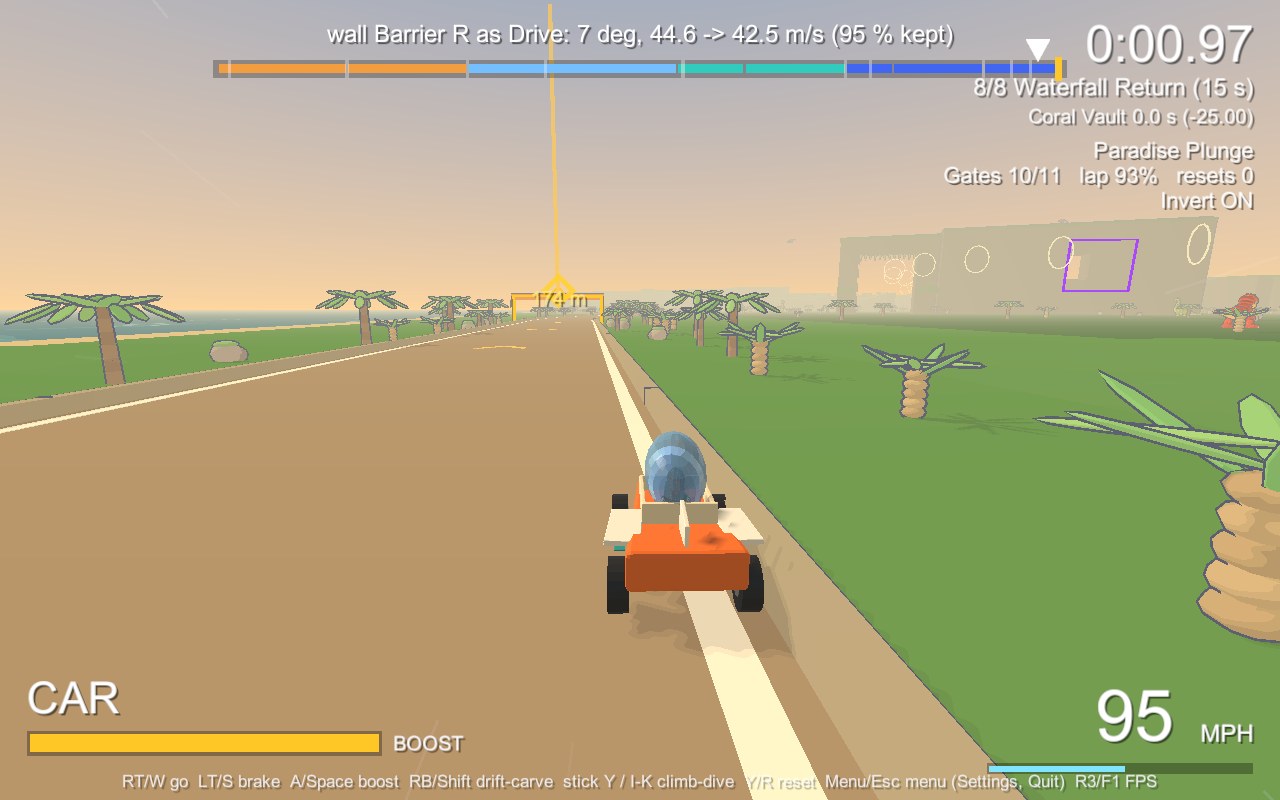 wall Barrier R as Drive: 7 deg, 44.6 -> 42.5 m/s (95 % kept)
0:00.97
8/8 Waterfall Return (15 s)
Coral Vault 0.0 s (-25.00)
Paradise Plunge
Gates 10/11 lap 93% resets 0
Invert ON
174 m
CAR
BOOST
95 MPH
RT/W go LT/S brake A/Space boost RB/Shift drift-carve stick Y / I-K climb-dive Y/R reset Menu/Esc menu (Settings, Quit) R3/F1 FPS